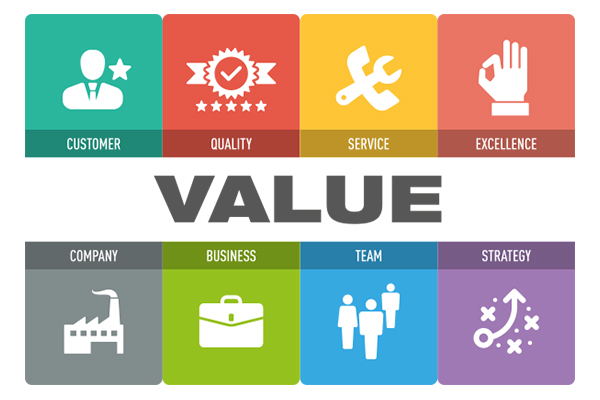 CUSTOMER QUALITY SERVICE EXCELLENCE
VALUE
COMPANY BUSINESS TEAM STRATEGY